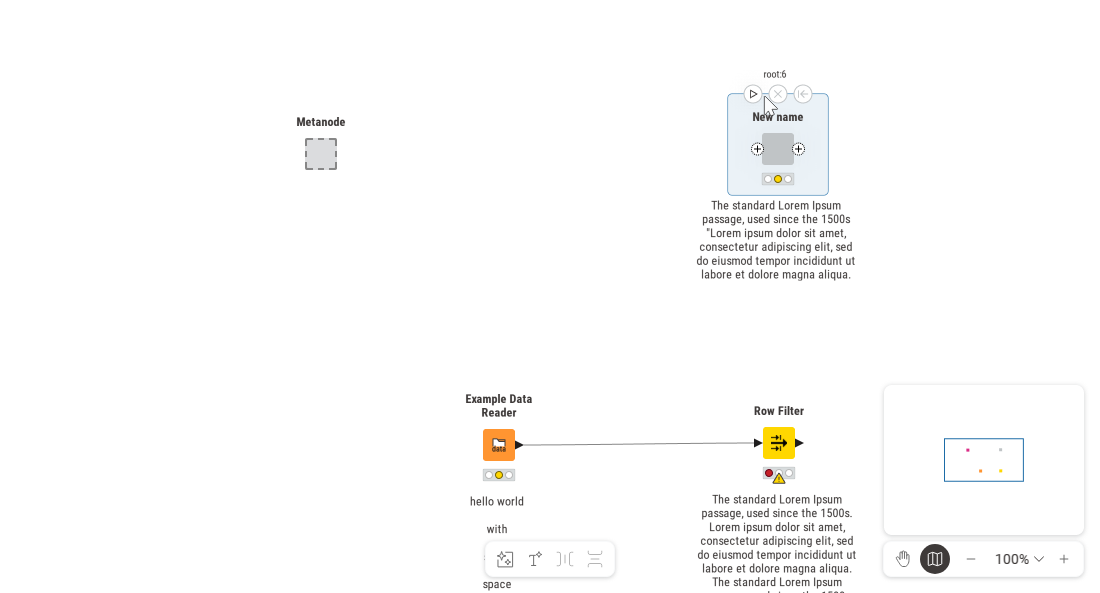 root:6
Metanode
New name
The standard Lorem Ipsum
passage, used since the 1500s
"Lorem ipsum dolor sit amet,
consectetur adipiscing elit, sed
do eiusmod tempor incididunt ut
labore et dolore magna aliqua.
Example Data
Reader
data
hello world
with
space
Row Filter
The standard Lorem Ipsum
passage, used since the 1500s.
Lorem ipsum dolor sit amet,
consectetur adipiscing elit, sed
do eiusmod tempor incididunt ut
labore et dolore magna aliqua.
The standard Lorem Ipsum
100%